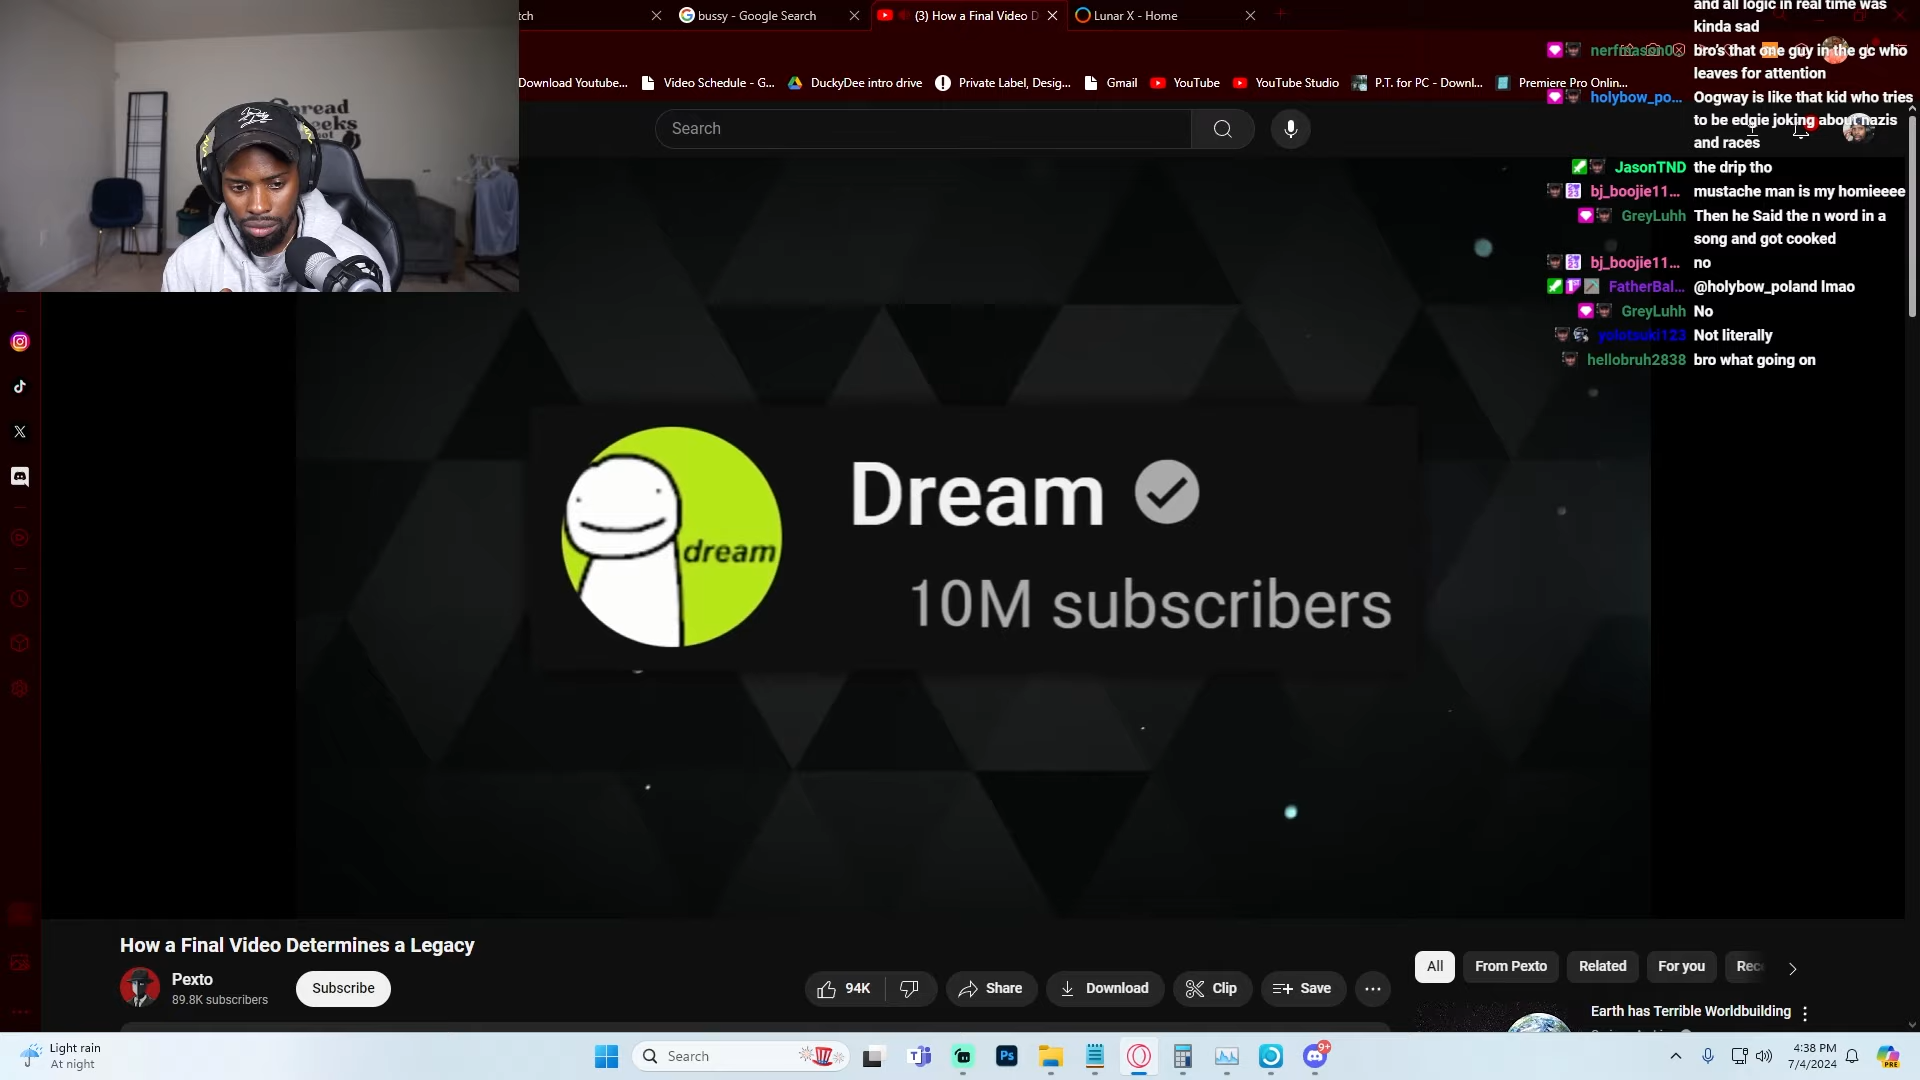 tch
bussy - Google Search
(3) How a Final Video D
Lunar X - Home
Download Youtube...
Video Schedule - G...
DuckyDee intro drive
Private Label, Desig...
Gmail
YouTube
YouTube Studio
P.T. for PC - Downl...
Premiere Pro Onlin...
Search
and all logic in real time was
kinda sad
bro's that one guy in the gc who
leaves for attention
holybow_po... Oogway is like that kid who tries
to be edgie joking about nazis
and races
JasonTND the drip tho
bj_boojie11... mustache man is my homieeee
GreyLuhh Then he Said the n word in a
song and got cooked
bj_boojie11... no
FatherBal... @holybow_poland lmao
GreyLuhh No
yolotsuki123 Not literally
hellobruh2838 bro what going on
dream
Dream
10M subscribers
How a Final Video Determines a Legacy
Pexto
89.8K subscribers
Subscribe
94K
Share
Download
Clip
Save
All
From Pexto
Related
For you
Rec
Earth has Terrible Worldbuilding
Light rain
At night
Search
9+
4:38 PM
7/4/2024